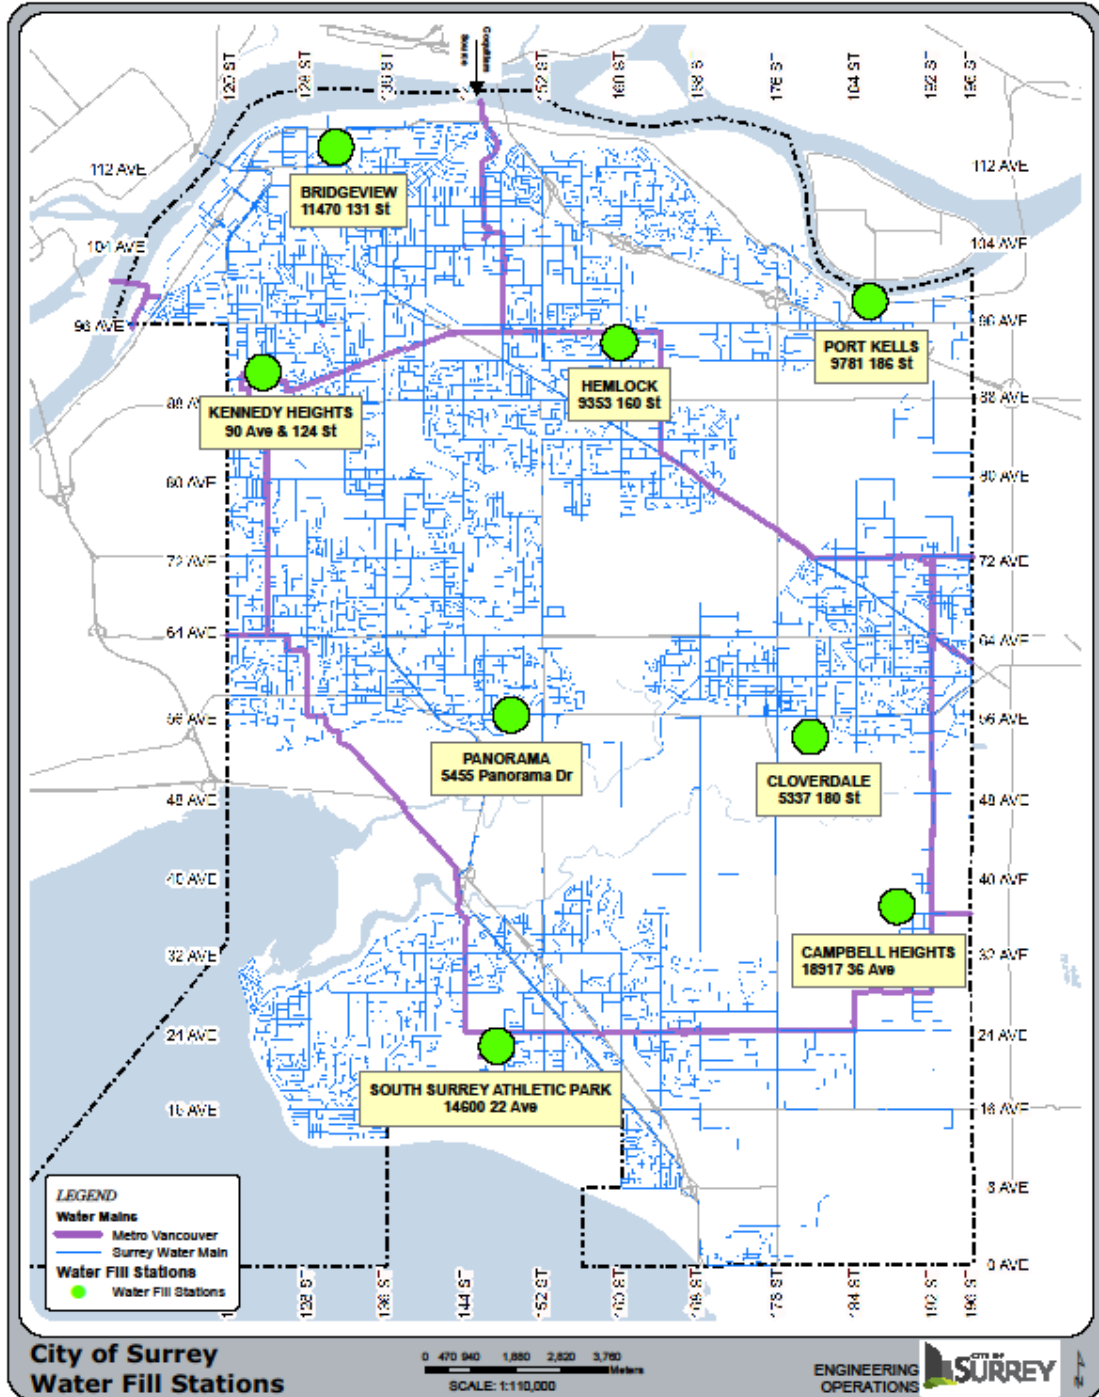 Coquitlam
Source
120 ST
128 ST
136 ST
152 ST
160 ST
168 ST
176 ST
184 ST
192 ST
196 ST
112 AVE
112 AVE
BRIDGEVIEW
11470 131 St
104 AVE
104 AVE
96 AVE
96 AVE
PORT KELLS
9781 186 St
HEMLOCK
9353 160 St
88 AVE
88 AVE
KENNEDY HEIGHTS
90 Ave & 124 St
80 AVE
80 AVE
72 AVE
72 AVE
64 AVE
64 AVE
56 AVE
56 AVE
PANORAMA
5455 Panorama Dr
CLOVERDALE
5337 180 St
48 AVE
48 AVE
40 AVE
40 AVE
CAMPBELL HEIGHTS
18917 36 Ave
32 AVE
32 AVE
24 AVE
24 AVE
SOUTH SURREY ATHLETIC PARK
14600 22 Ave
16 AVE
16 AVE
8 AVE
0 AVE
LEGEND
Water Mains
Metro Vancouver
Surrey Water Main
Water Fill Stations
Water Fill Stations
128 ST
136 ST
144 ST
152 ST
160 ST
168 ST
176 ST
184 ST
192 ST
196 ST
City of Surrey
Water Fill Stations
0 470 940 1,880 2,820 3,760
Meters
SCALE: 1:110,000
ENGINEERING
OPERATIONS
CITY OF
SURREY